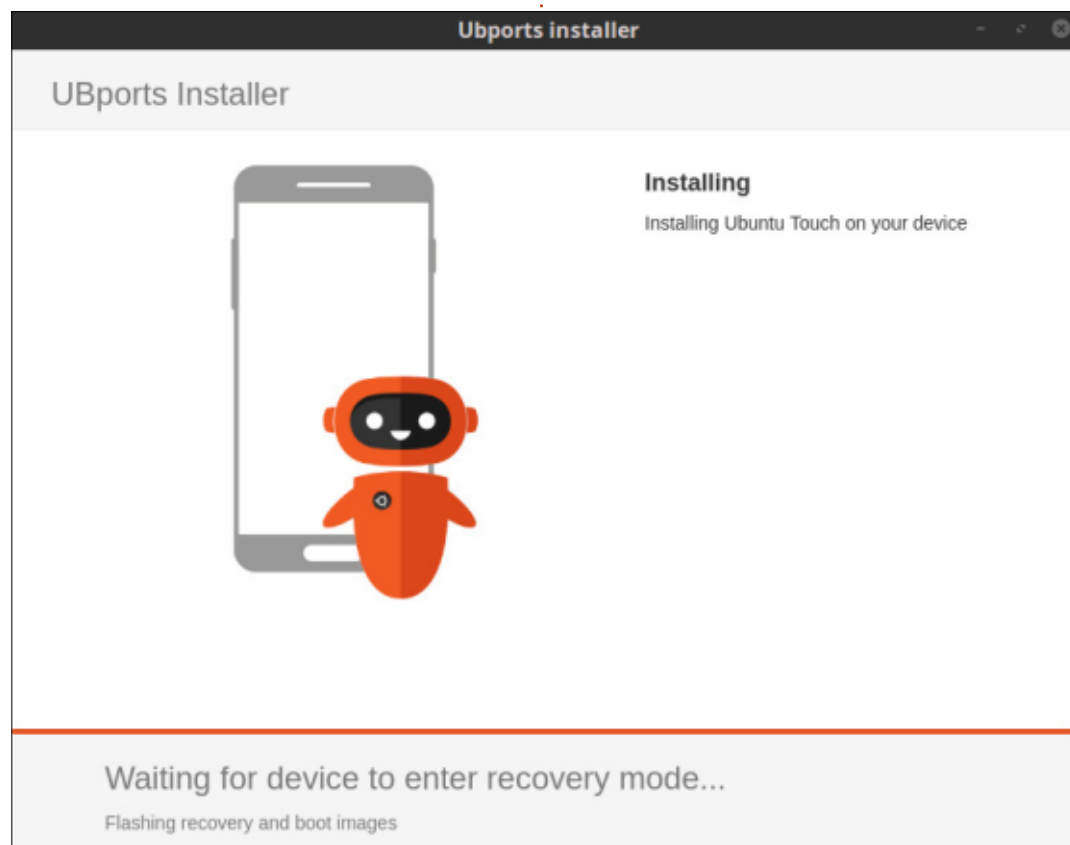 Ubports installer
UBports Installer
Installing
Installing Ubuntu Touch on your device
Waiting for device to enter recovery mode...
Flashing recovery and boot images